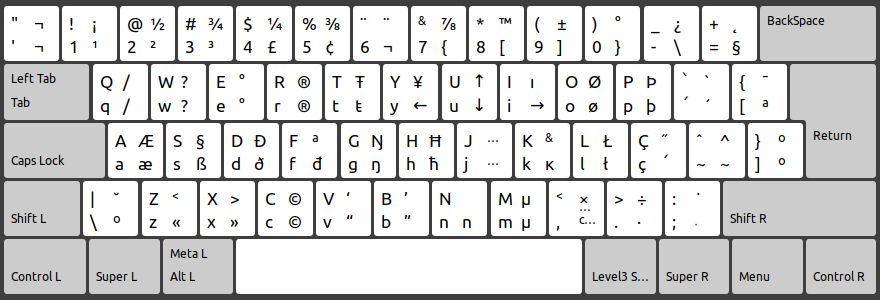 " ¬ ! ¡ @ ½ # ¾ $ ¼ % ⅜ ¨ ¨ & ⅞ * ™ ( ± ) ° _ ¿ + ˛ BackSpace
' ¬ 1 ¹ 2 ² 3 ³ 4 £ 5 ¢ 6 ¬ 7 { 8 [ 9 ] 0 } - \ = §
Left Tab Q / W ? E ° R ® T Ŧ Y ¥ U ↑ I ı O Ø P Þ ` ` { ¯
Tab q / w ? e ° r ® t ŧ y ← u ↓ i → o ø p þ ´ ´ [ ª
A Æ S § D Ð F ª G Ŋ H Ħ J … K & L Ł Ç ˝ ˆ ^ } º Return
Caps Lock a æ s ß d ð f đ g ŋ h ħ j … k ĸ l ł ç ´ ~ ~ ] º
| ˘ Z < X > C © V ‘ B ’ N M µ < × > ÷ : ˙
Shift L \ º z « x » c © v “ b ” n n m µ , …c… . · ; . Shift R
Meta L
Control L Super L Alt L Level3 S… Super R Menu Control R